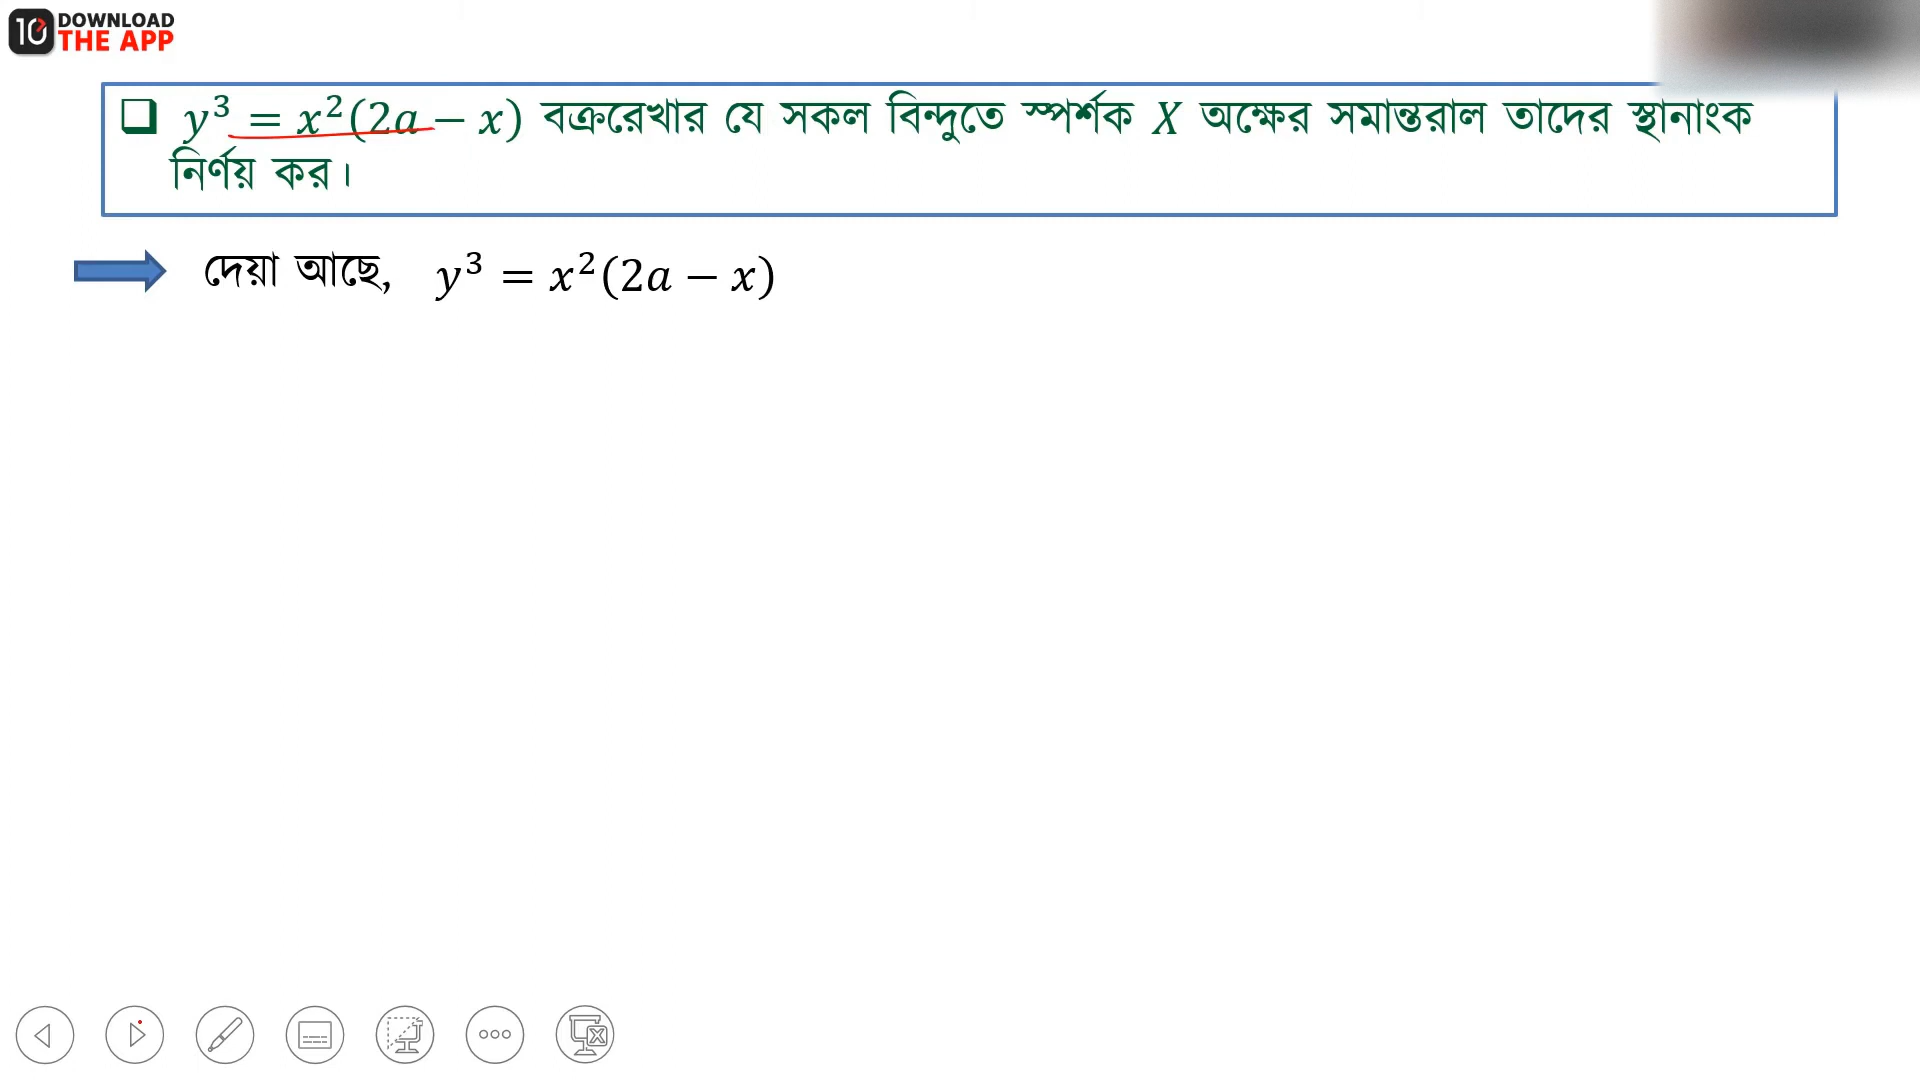 DOWNLOAD
THE APP
❑ y³ = x²(2a − x) বক্ররেখার যে সকল বিন্দুতে স্পর্শক X অক্ষের সমান্তরাল তাদের স্থানাংক
নির্ণয় কর।
দেয়া আছে, y³ = x²(2a − x)